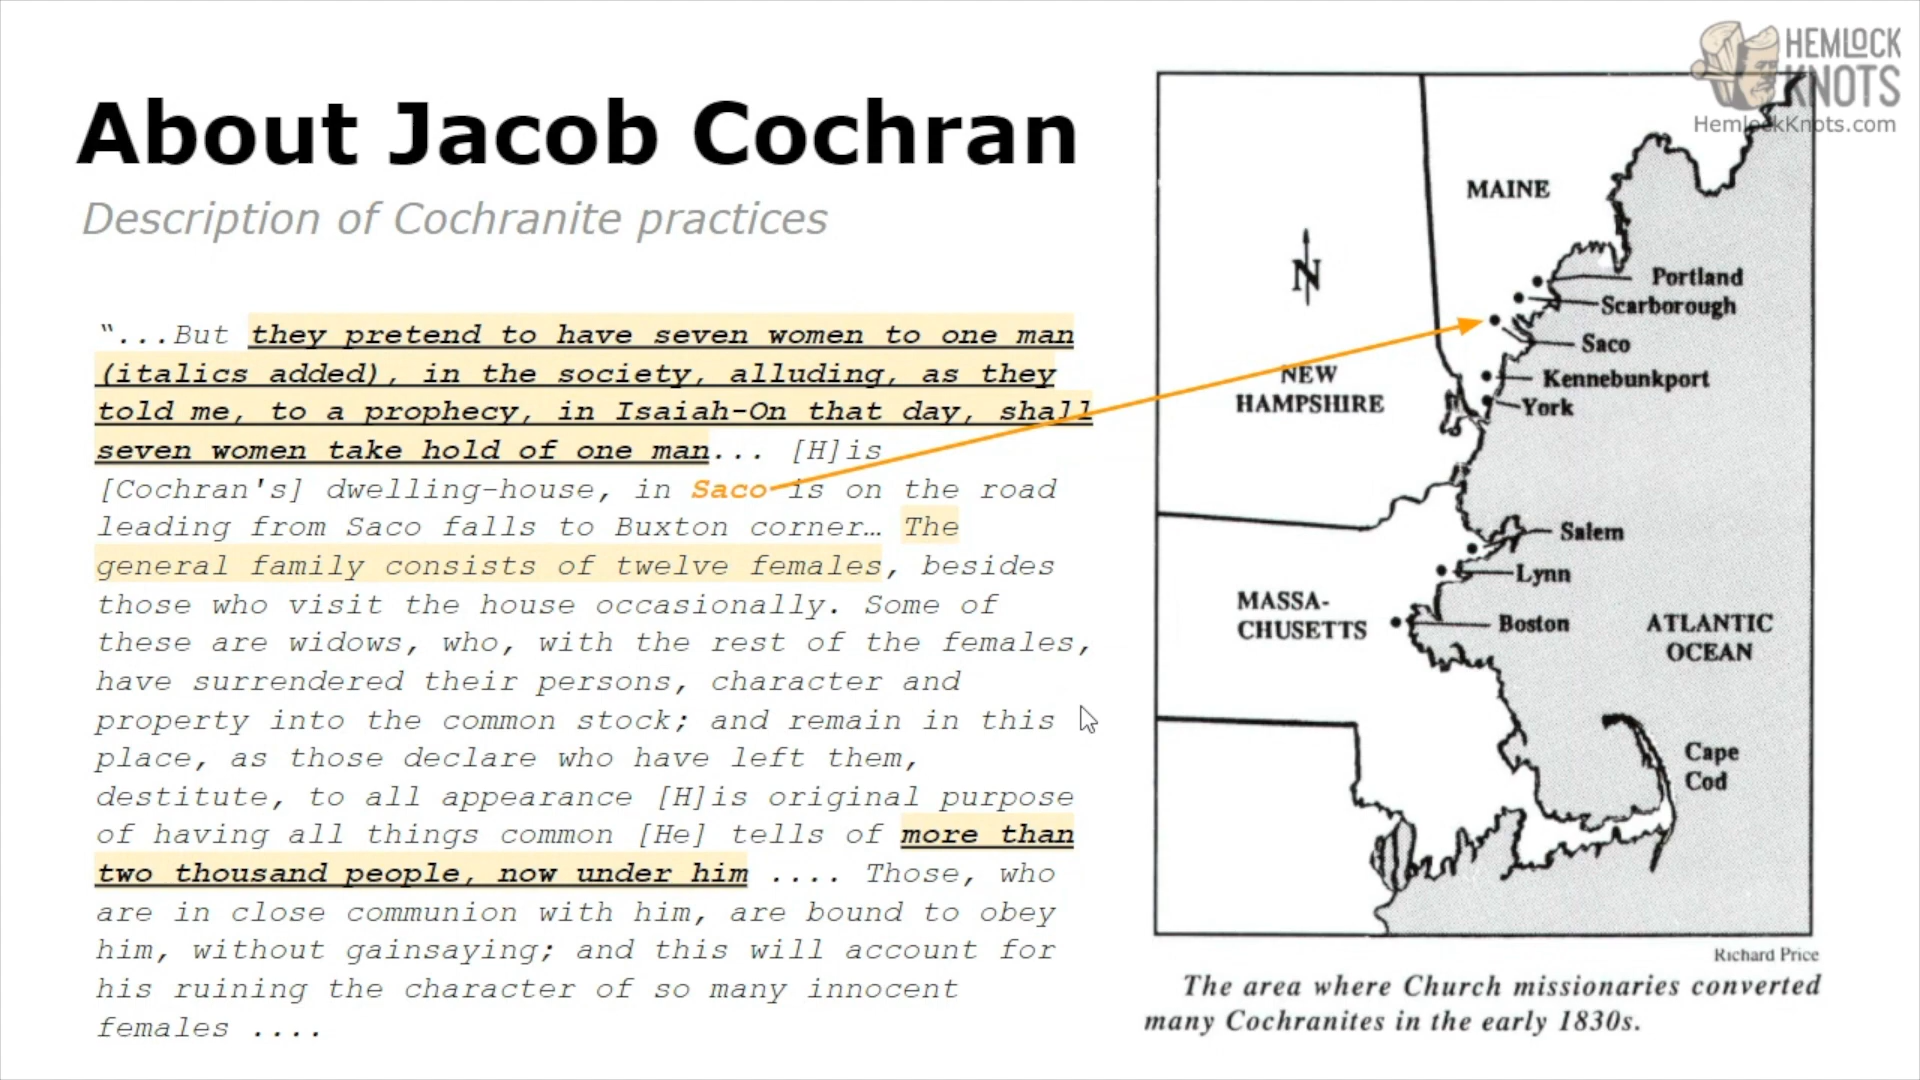 HEMLOCK
KNOTS
HemlockKnots.com
About Jacob Cochran
Description of Cochranite practices
“...But they pretend to have seven women to one man
(italics added), in the society, alluding, as they
told me, to a prophecy, in Isaiah-On that day, shall
seven women take hold of one man... [H]is
[Cochran's] dwelling-house, in Saco is on the road
leading from Saco falls to Buxton corner… The
general family consists of twelve females, besides
those who visit the house occasionally. Some of
these are widows, who, with the rest of the females,
have surrendered their persons, character and
property into the common stock; and remain in this
place, as those declare who have left them,
destitute, to all appearance [H]is original purpose
of having all things common [He] tells of more than
two thousand people, now under him .... Those, who
are in close communion with him, are bound to obey
him, without gainsaying; and this will account for
his ruining the character of so many innocent
females ....
MAINE
N
Portland
Scarborough
Saco
Kennebunkport
York
NEW
HAMPSHIRE
Salem
Lynn
MASSA-
CHUSETTS
Boston
ATLANTIC
OCEAN
Cape
Cod
Richard Price
The area where Church missionaries converted
many Cochranites in the early 1830s.